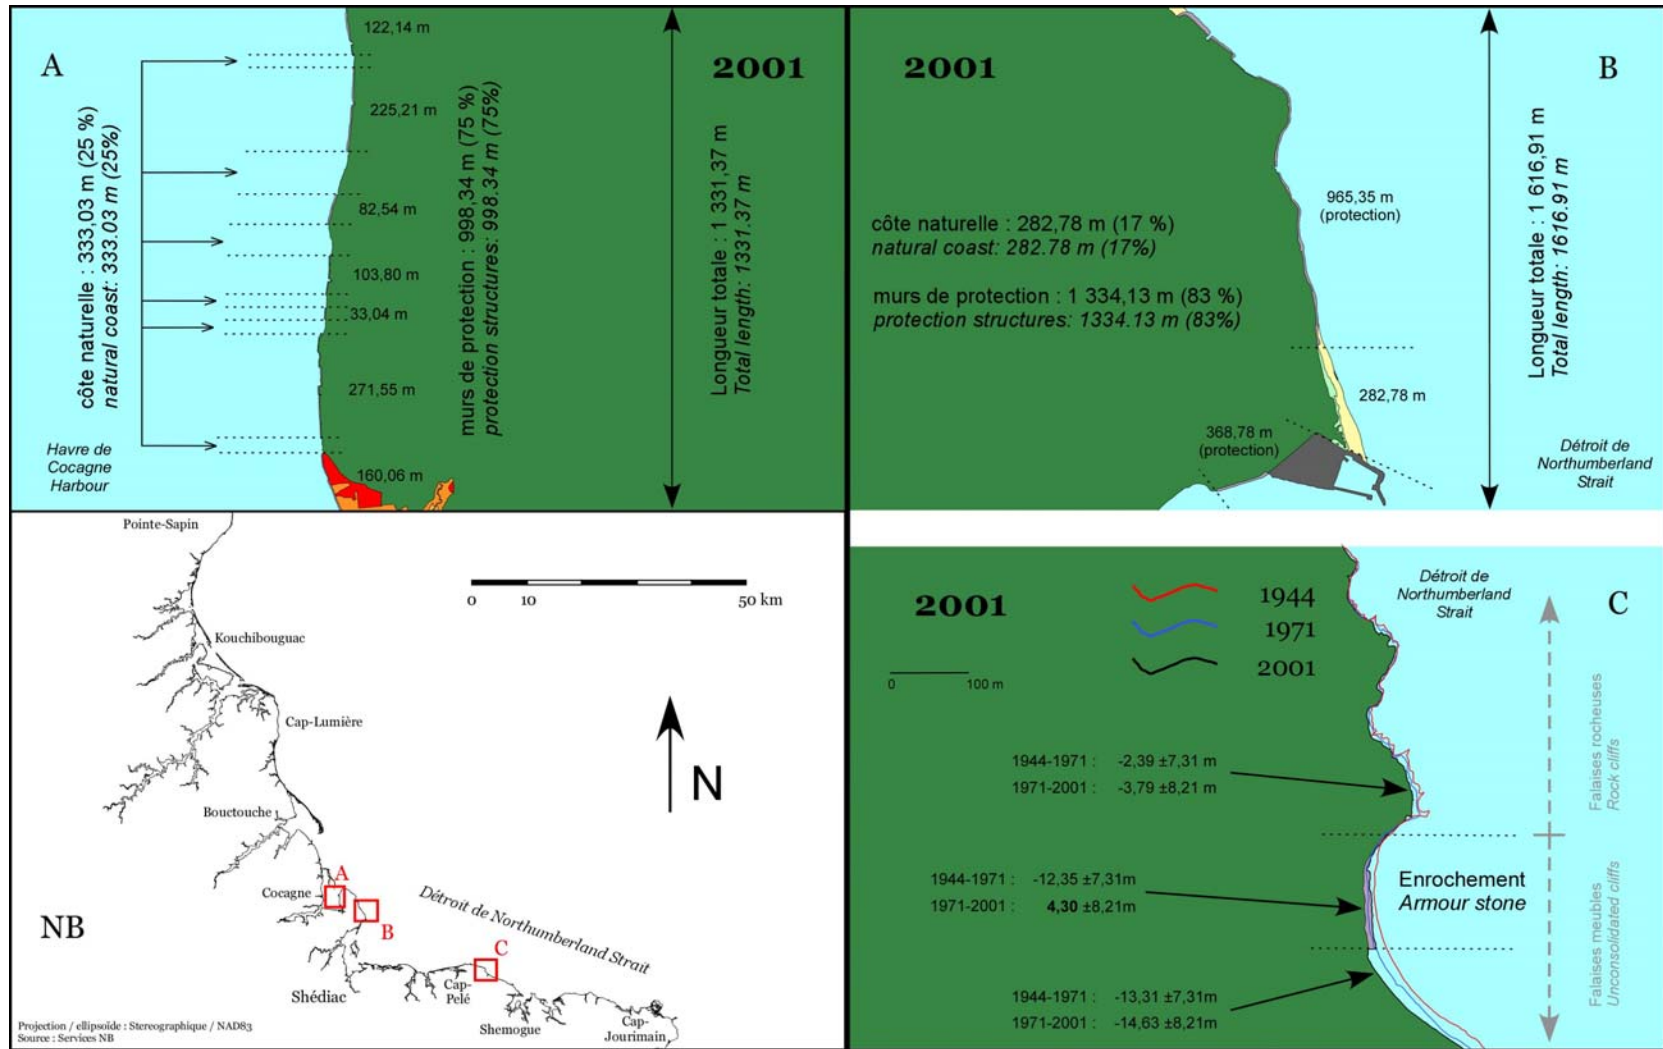 A
122,14 m
225,21 m
82,54 m
103,80 m
33,04 m
271,55 m
160,06 m
côte naturelle : 333,03 m (25 %)
natural coast: 333.03 m (25%)
murs de protection : 998,34 m (75 %)
protection structures: 998.34 m (75%)
2001
Longueur totale : 1 331,37 m
Total length: 1331.37 m
Havre de
Cocagne
Harbour
2001
B
côte naturelle : 282,78 m (17 %)
natural coast: 282.78 m (17%)
murs de protection : 1 334,13 m (83 %)
protection structures: 1334.13 m (83%)
965,35 m
(protection)
282,78 m
368,78 m
(protection)
Longueur totale : 1 616,91 m
Total length: 1616.91 m
Détroit de
Northumberland
Strait
Pointe-Sapin
0 10 50 km
Kouchibouguac
Cap-Lumière
N
Bouctouche
A
Cocagne
B
Détroit de Northumberland Strait
NB
C
Cap-
Pelé
Shédiac
Shemogue
Cap-
Jourimain
Projection / ellipsoïde : Stereographique / NAD83
Source : Services NB
2001
1944
1971
2001
0 100 m
Détroit de
Northumberland
Strait
C
1944-1971 : -2,39 ±7,31 m
1971-2001 : -3,79 ±8,21 m
1944-1971 : -12,35 ±7,31m
1971-2001 : 4,30 ±8,21m
1944-1971 : -13,31 ±7,31m
1971-2001 : -14,63 ±8,21m
Enrochement
Armour stone
Falaises rocheuses
Rock cliffs
Falaises meubles
Unconsolidated cliffs